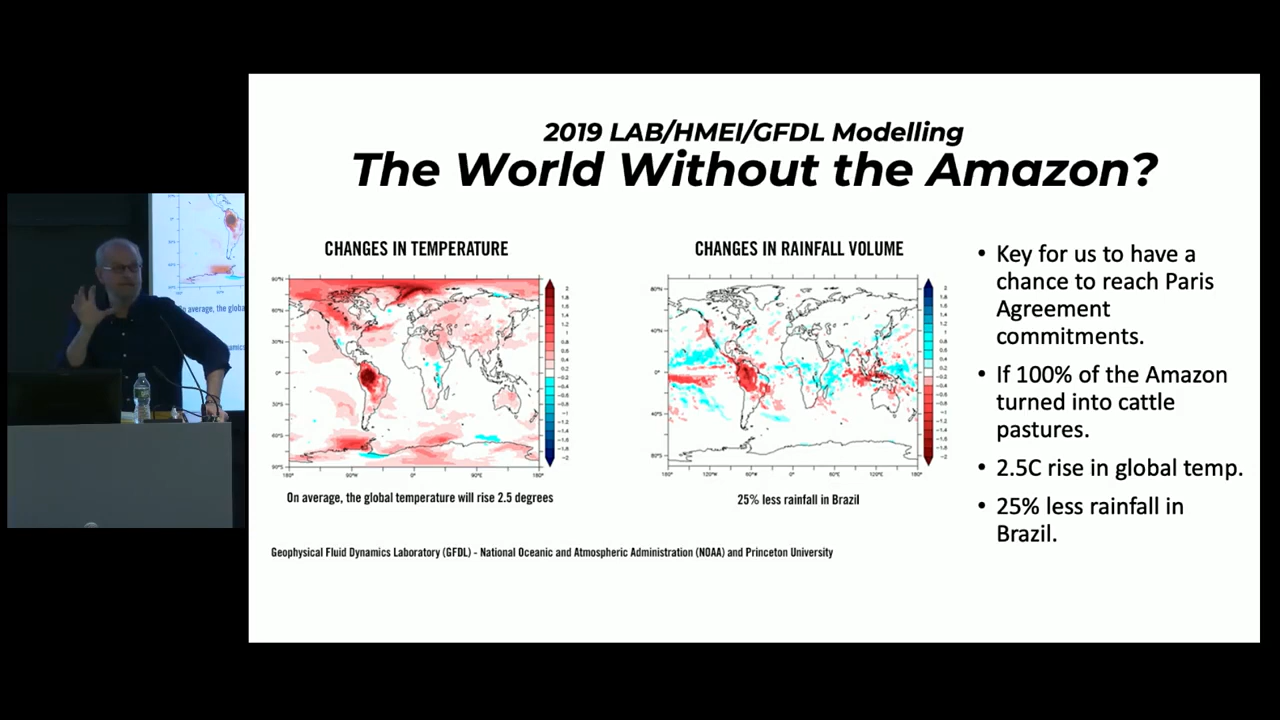 2019 LAB/HMEI/GFDL Modelling
The World Without the Amazon?
CHANGES IN TEMPERATURE
On average, the global temperature will rise 2.5 degrees
CHANGES IN RAINFALL VOLUME
25% less rainfall in Brazil
Geophysical Fluid Dynamics Laboratory (GFDL) - National Oceanic and Atmospheric Administration (NOAA) and Princeton University
• Key for us to have a
chance to reach Paris
Agreement
commitments.
• If 100% of the Amazon
turned into cattle
pastures.
• 2.5C rise in global temp.
• 25% less rainfall in
Brazil.